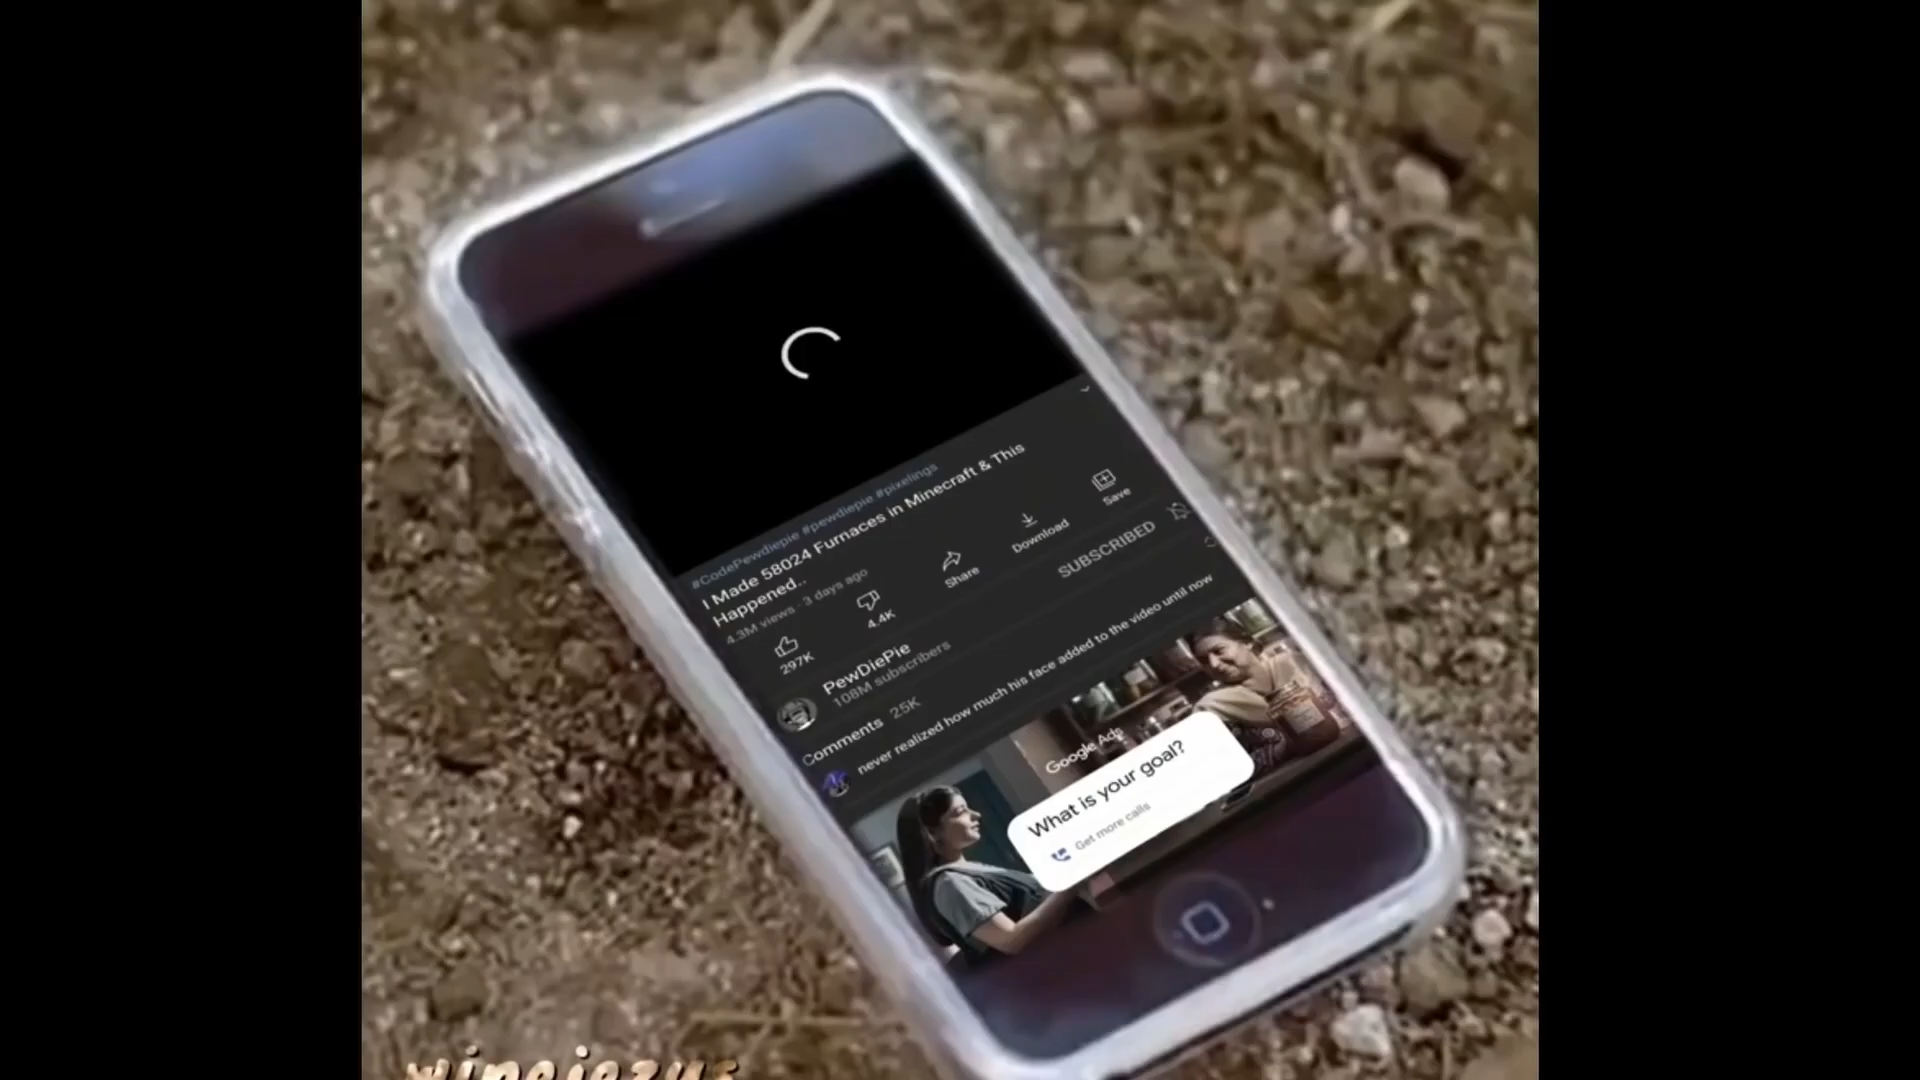 #CodePewdiepie #pewdiepie #pixelings
I Made 58024 Furnaces in Minecraft & This
Happened..
4.3M views · 3 days ago
297K
4.4K
Share
Download
Save
PewDiePie
108M subscribers
SUBSCRIBED
Comments 25K
never realized how much his face added to the video until now
Google Ads
What is your goal?
Get more calls